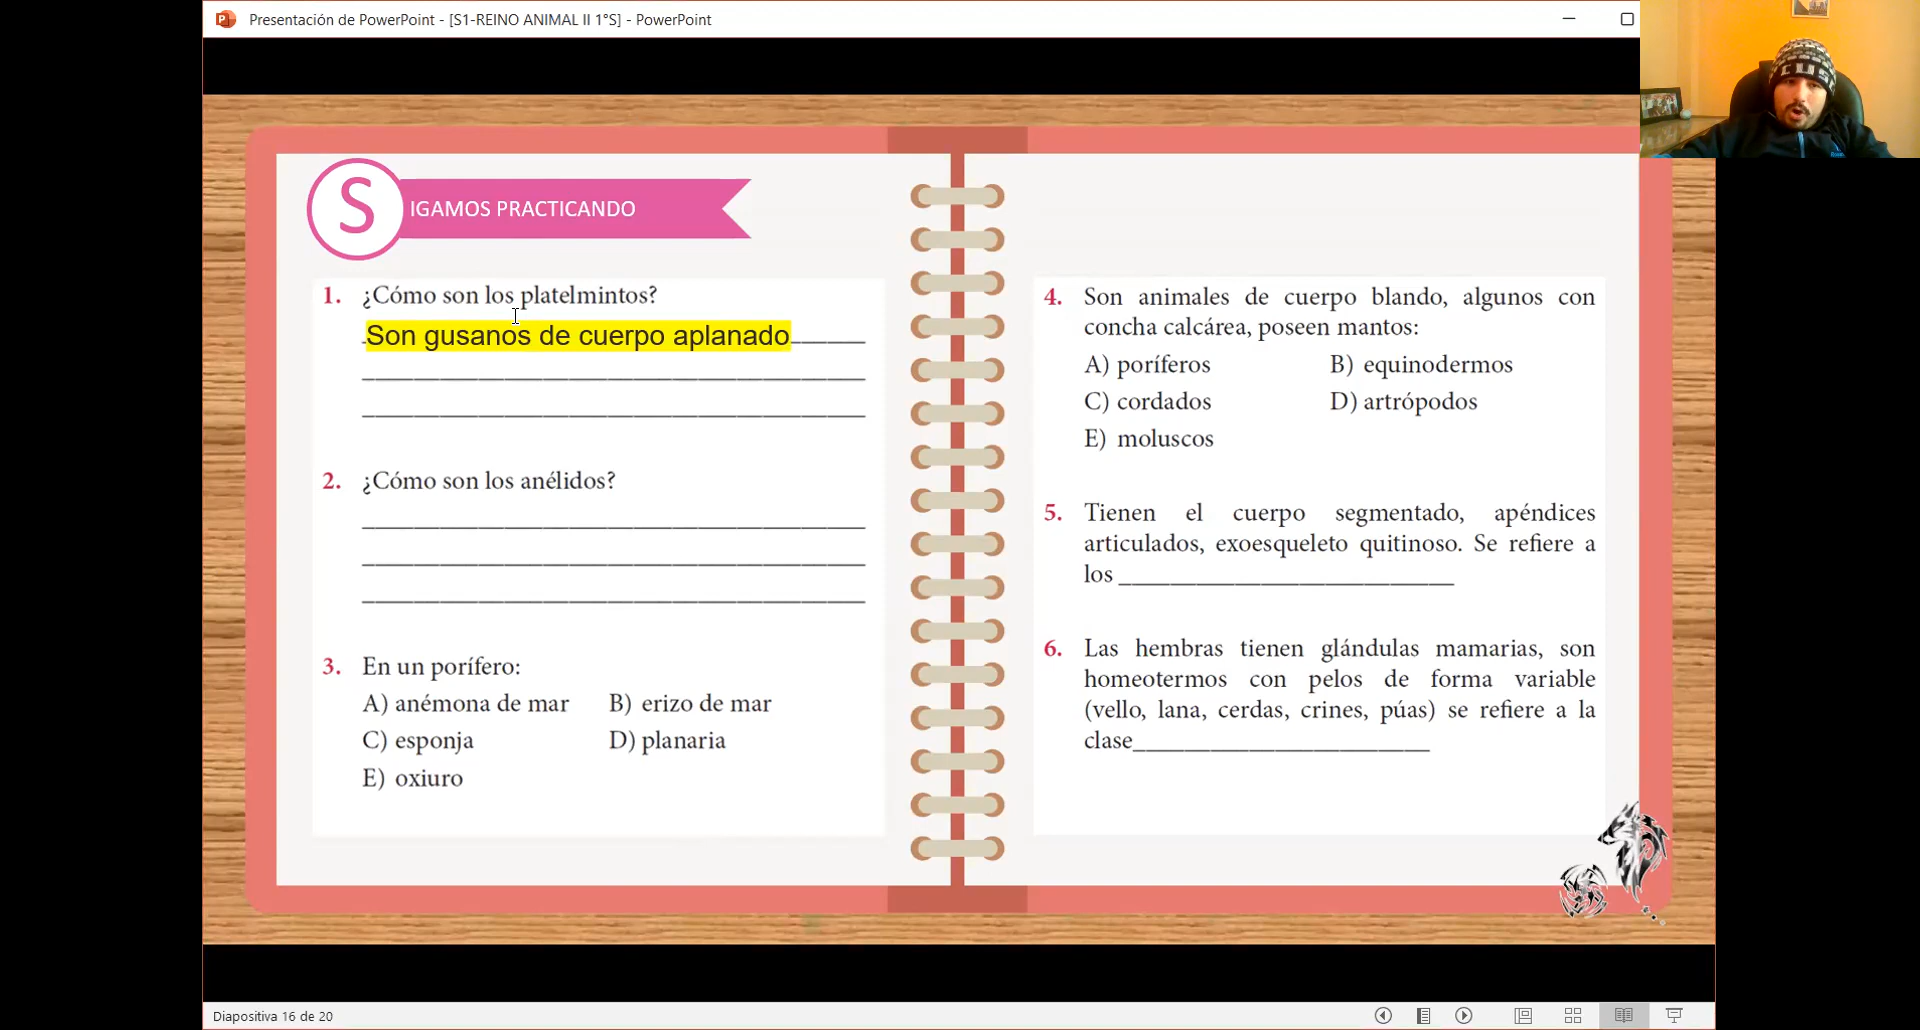 Presentación de PowerPoint - [S1-REINO ANIMAL II 1°S] - PowerPoint
CUS
S IGAMOS PRACTICANDO
1. ¿Cómo son los platelmintos?
Son gusanos de cuerpo aplanado
2. ¿Cómo son los anélidos?
3. En un porífero:
A) anémona de mar B) erizo de mar
C) esponja D) planaria
E) oxiuro
4. Son animales de cuerpo blando, algunos con
concha calcárea, poseen mantos:
A) poríferos B) equinodermos
C) cordados D) artrópodos
E) moluscos
5. Tienen el cuerpo segmentado, apéndices
articulados, exoesqueleto quitinoso. Se refiere a
los __________________________
6. Las hembras tienen glándulas mamarias, son
homeotermos con pelos de forma variable
(vello, lana, cerdas, crines, púas) se refiere a la
clase_______________________
Diapositiva 16 de 20